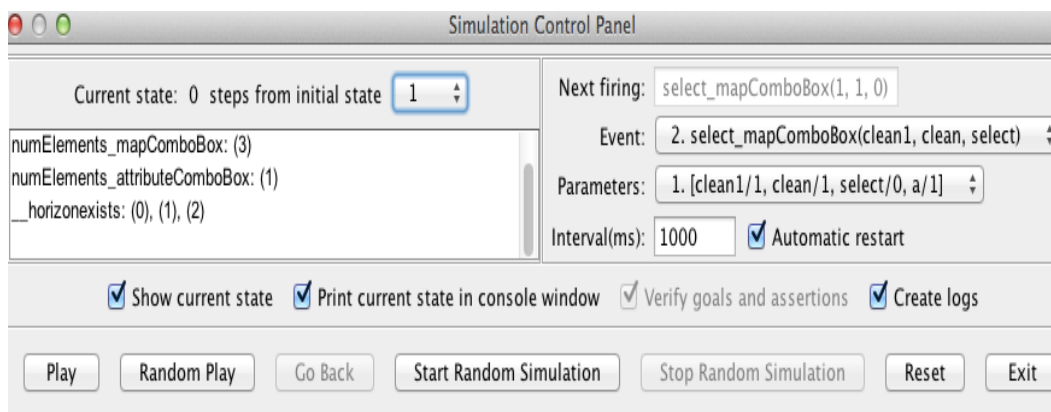 Simulation Control Panel
Current state: 0 steps from initial state 1
numElements_mapComboBox: (3)
numElements_attributeComboBox: (1)
__horizonexists: (0), (1), (2)
Next firing: select_mapComboBox(1, 1, 0)
Event: 2. select_mapComboBox(clean1, clean, select)
Parameters: 1. [clean1/1, clean/1, select/0, a/1]
Interval(ms): 1000 Automatic restart
Show current state Print current state in console window Verify goals and assertions Create logs
Play Random Play Go Back Start Random Simulation Stop Random Simulation Reset Exit